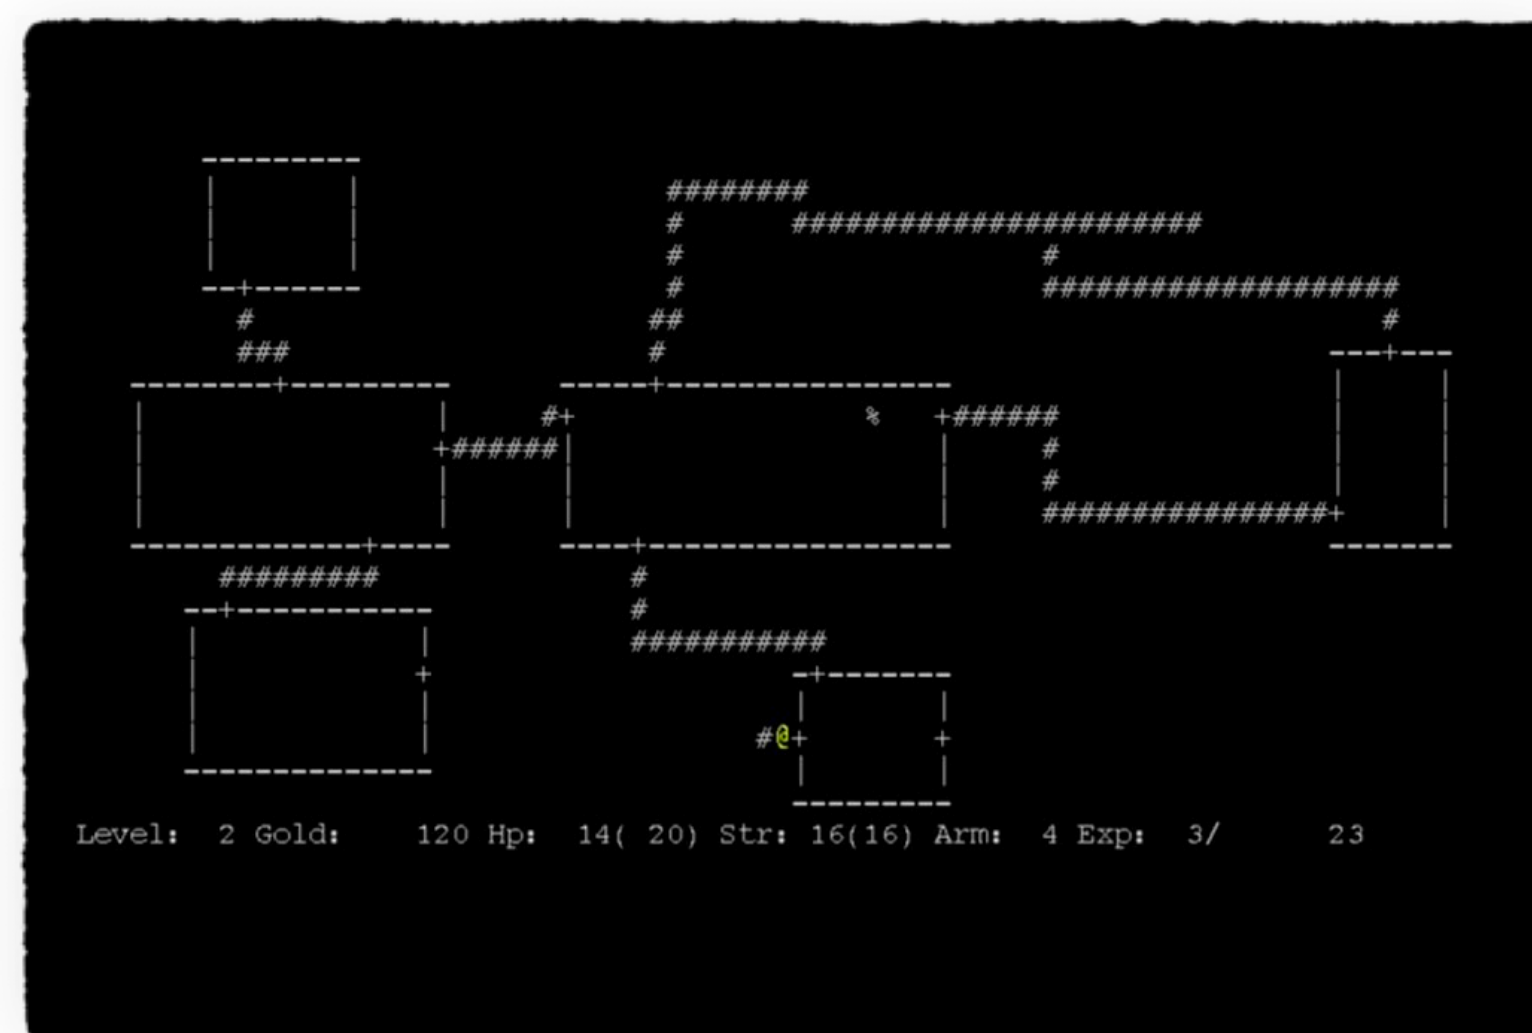 ---------
|       |       ########
|       |       #      #######################
|       |       #             #
--+------       #             ####################
#       ##       #
###       #       ---+---
--------+---------       -----+----------------       |     |
|                |     #+                % +######       |     |
|                +######|                    |     #       |     |
|                |      |                    |     #       |     |
|                |      |                    |     ################+     |
-------------+----      ----+-----------------       -------
#########       #
--+-----------       #
|            |       ###########
|            +       -+-------
|            |       |       |
|            |     #@+       +
--------------       |       |
---------
Level:  2 Gold:    120 Hp:  14( 20) Str: 16(16) Arm:  4 Exp:  3/      23